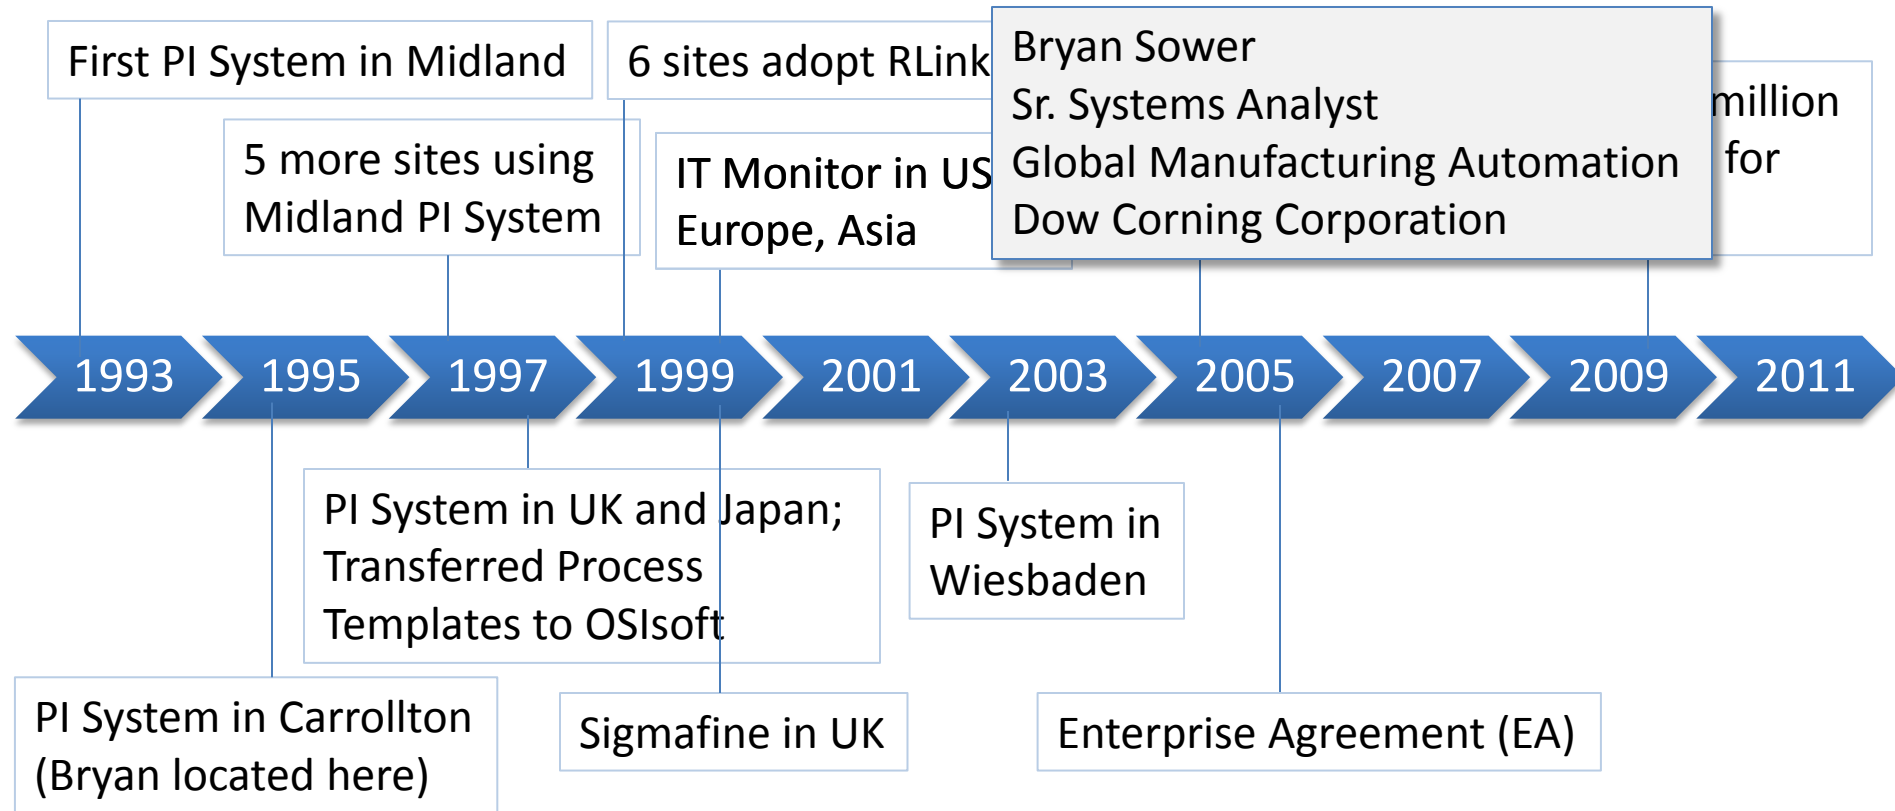 First PI System in Midland
6 sites adopt RLink
Bryan Sower
Sr. Systems Analyst
Global Manufacturing Automation
Dow Corning Corporation
million
for
5 more sites using
Midland PI System
IT Monitor in US
Europe, Asia
1993
1995
1997
1999
2001
2003
2005
2007
2009
2011
PI System in UK and Japan;
Transferred Process
Templates to OSIsoft
PI System in
Wiesbaden
PI System in Carrollton
(Bryan located here)
Sigmafine in UK
Enterprise Agreement (EA)